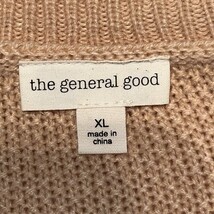 the general good
XL
made in
china